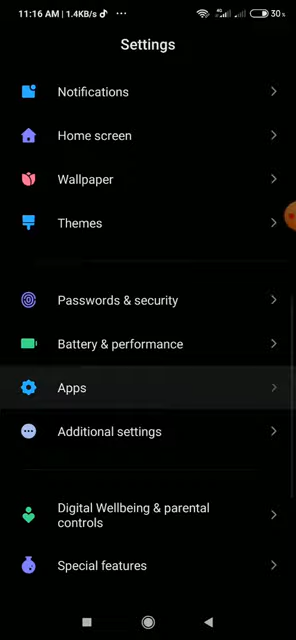 11:16 AM | 1.4KB/s ...
4G
30%
Settings
Notifications
Home screen
Wallpaper
Themes
Passwords & security
Battery & performance
Apps
Additional settings
Digital Wellbeing & parental
controls
Special features